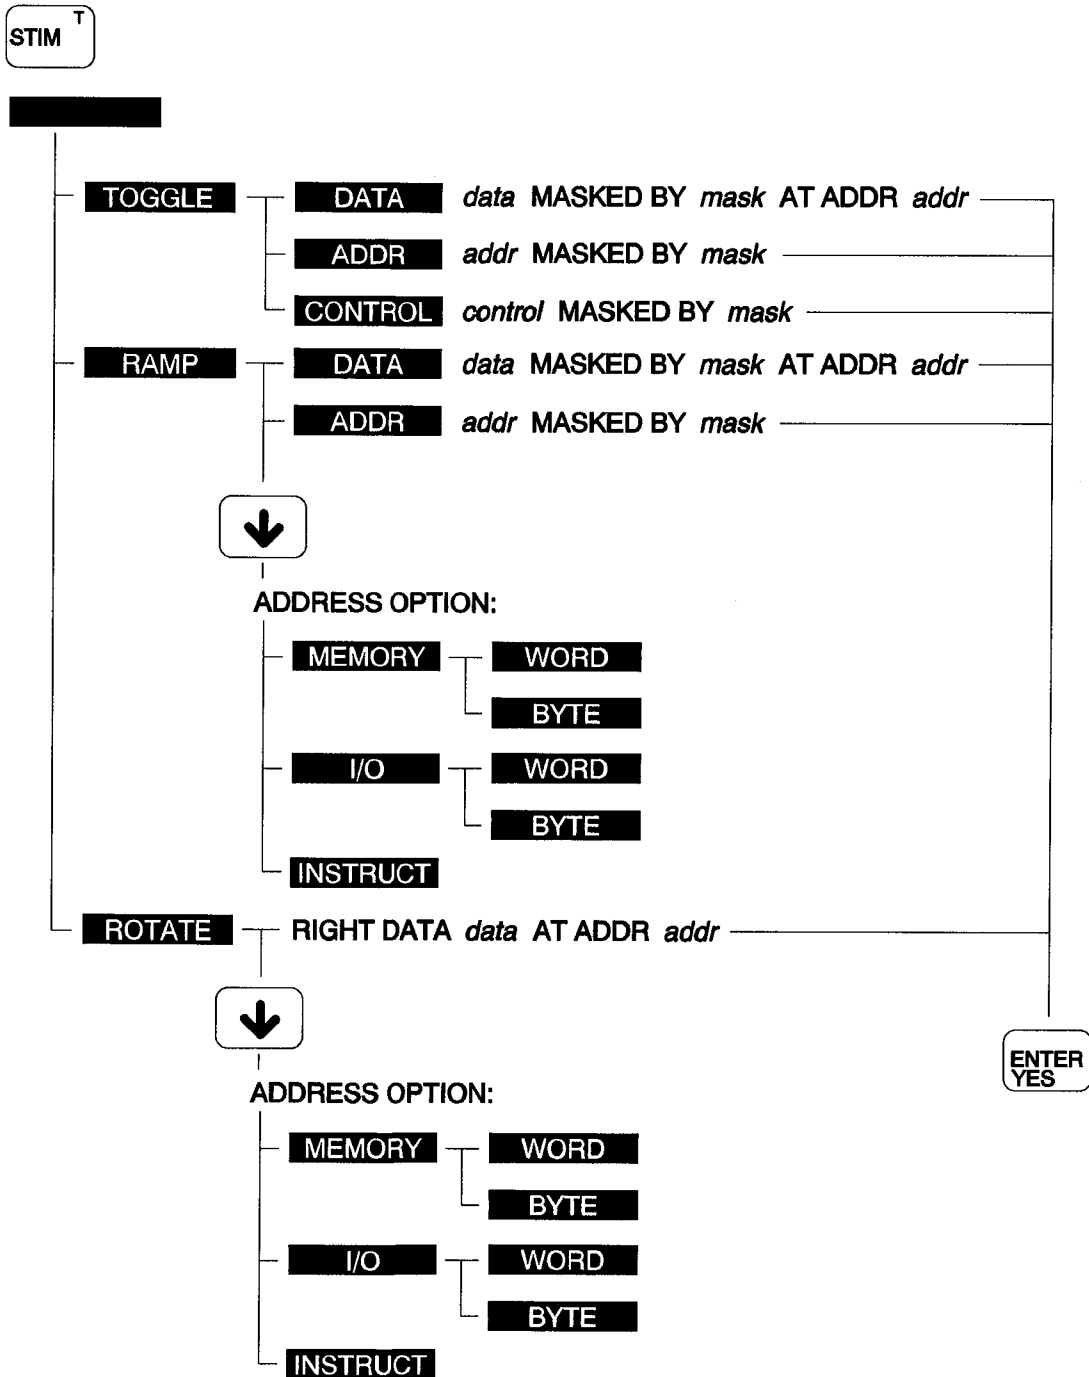 STIM T
TOGGLE DATA data MASKED BY mask AT ADDR addr
ADDR addr MASKED BY mask
CONTROL control MASKED BY mask
RAMP DATA data MASKED BY mask AT ADDR addr
ADDR addr MASKED BY mask
ADDRESS OPTION:
MEMORY WORD
BYTE
I/O WORD
BYTE
INSTRUCT
ROTATE RIGHT DATA data AT ADDR addr
ENTER
YES
ADDRESS OPTION:
MEMORY WORD
BYTE
I/O WORD
BYTE
INSTRUCT